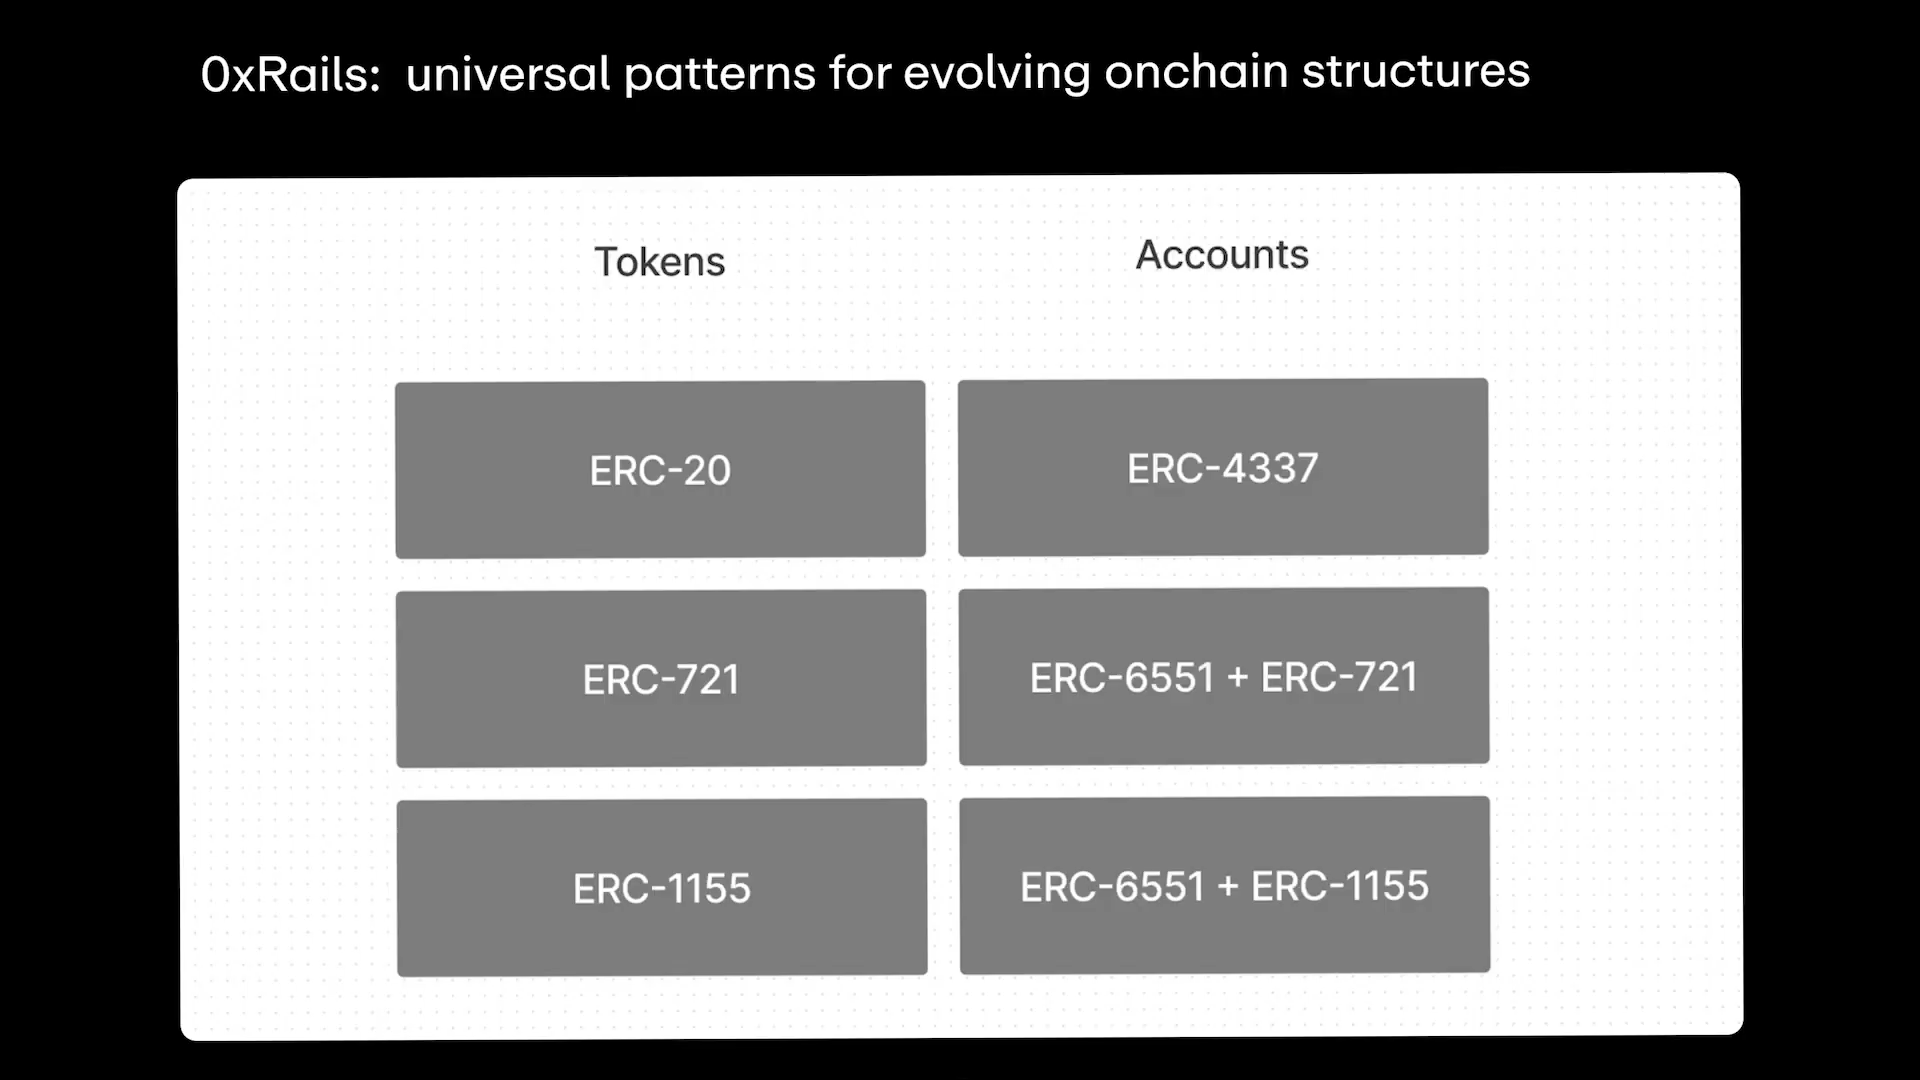 0xRails: universal patterns for evolving onchain structures
Tokens
Accounts
ERC-20
ERC-4337
ERC-721
ERC-6551 + ERC-721
ERC-1155
ERC-6551 + ERC-1155